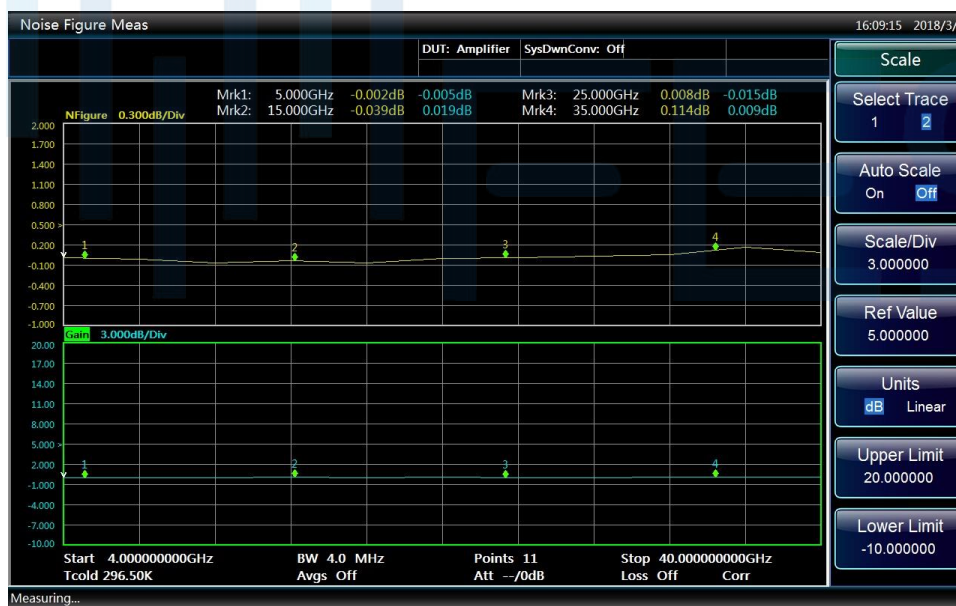 Noise Figure Meas
16:09:15 2018/3/
DUT: Amplifier SysDwnConv: Off
Scale
Mrk1: 5.000GHz -0.002dB -0.005dB Mrk3: 25.000GHz 0.008dB -0.015dB
NFigure 0.300dB/Div Mrk2: 15.000GHz -0.039dB 0.019dB Mrk4: 35.000GHz 0.114dB 0.009dB
Select Trace
1 2
2.000
1.700
1.400
1.100
0.800
0.500 >
0.200
-0.100
-0.400
-0.700
-1.000
1
2
3
4
Auto Scale
On Off
Scale/Div
3.000000
Ref Value
5.000000
Gain 3.000dB/Div
20.00
17.00
14.00
11.00
8.000
5.000 >
2.000
-1.000
-4.000
-7.000
-10.00
1
2
3
4
Units
dB Linear
Upper Limit
20.000000
Lower Limit
-10.000000
Start 4.000000000GHz BW 4.0 MHz Points 11 Stop 40.000000000GHz
Tcold 296.50K Avgs Off Att --/0dB Loss Off Corr
Measuring...